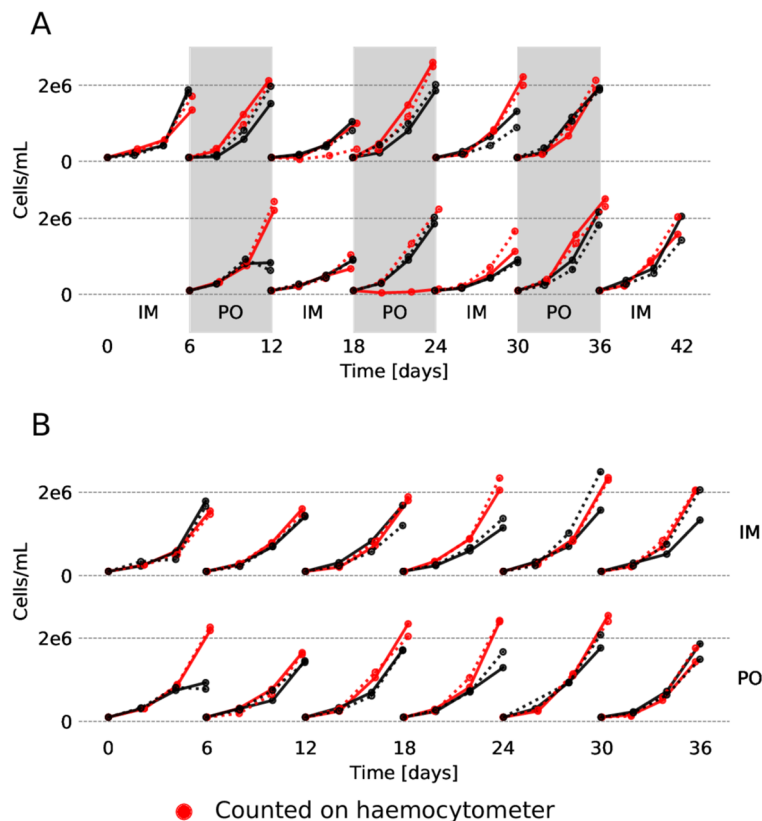 A
2e6
0
Cells/mL
2e6
0
IM PO IM PO IM PO IM
0 6 12 18 24 30 36 42
Time [days]
B
2e6
0
IM
Cells/mL
2e6
0
PO
0 6 12 18 24 30 36
Time [days]
Counted on haemocytometer